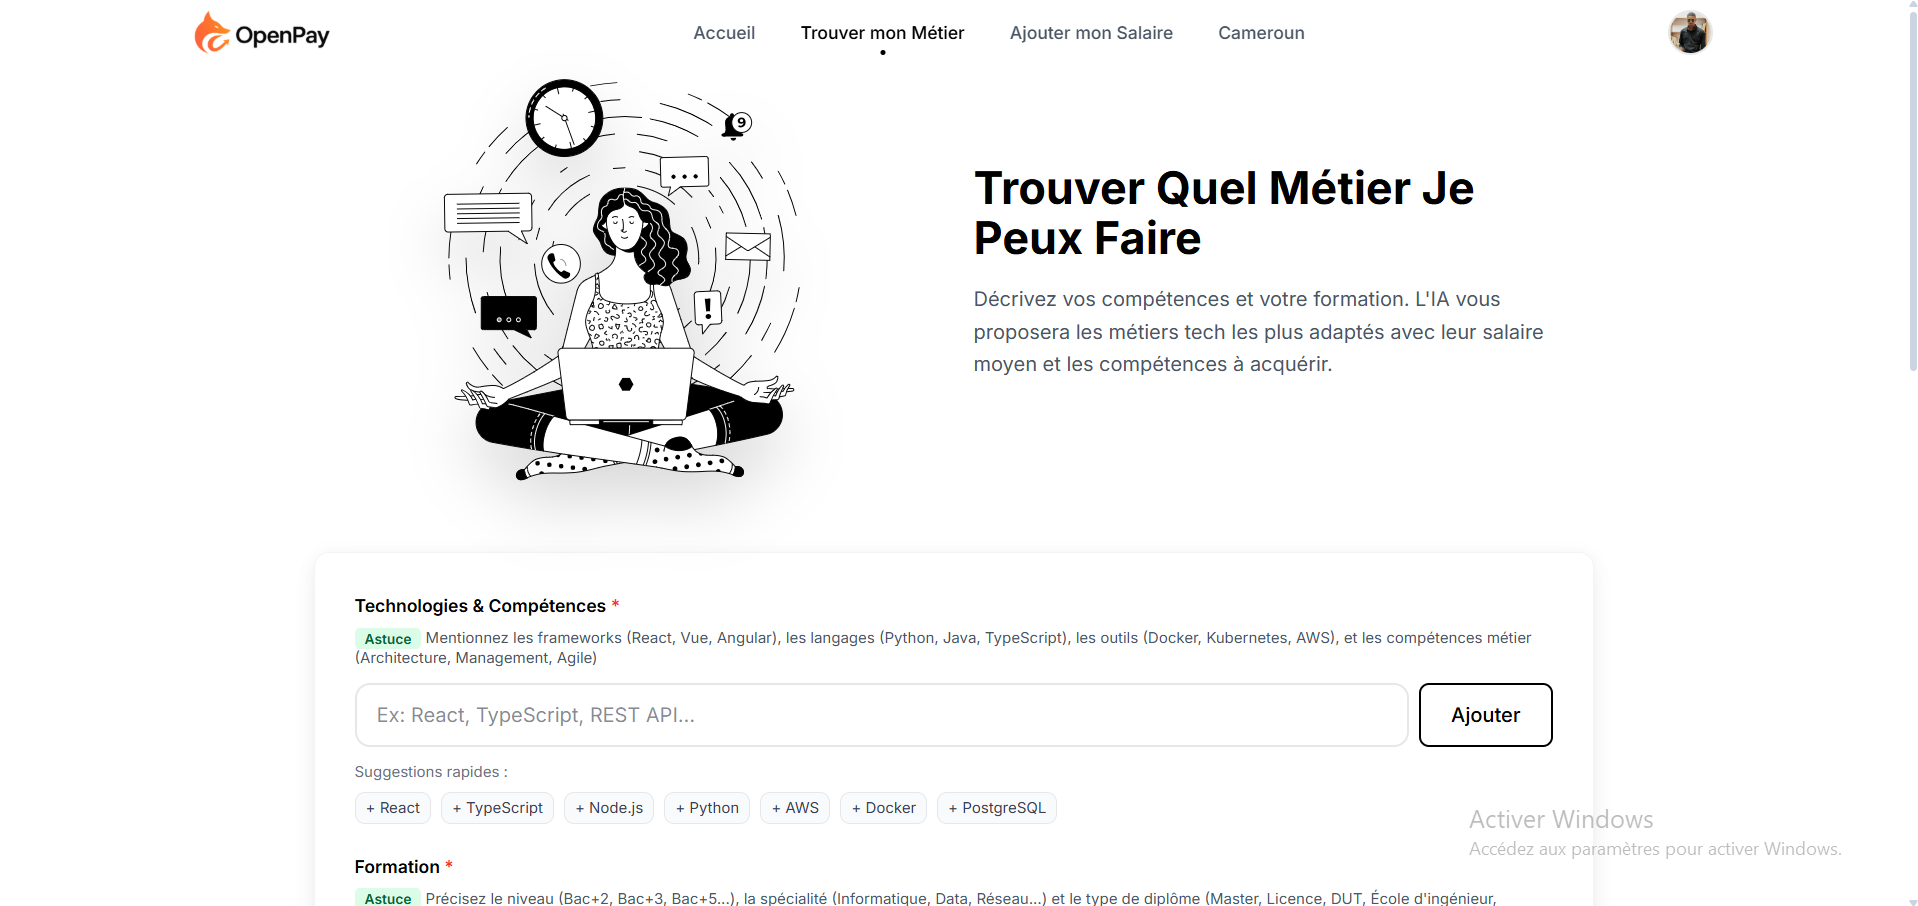 OpenPay
Accueil
Trouver mon Métier
Ajouter mon Salaire
Cameroun
9
Trouver Quel Métier Je
Peux Faire
Décrivez vos compétences et votre formation. L'IA vous
proposera les métiers tech les plus adaptés avec leur salaire
moyen et les compétences à acquérir.
Technologies & Compétences *
Astuce Mentionnez les frameworks (React, Vue, Angular), les langages (Python, Java, TypeScript), les outils (Docker, Kubernetes, AWS), et les compétences métier
(Architecture, Management, Agile)
Ex: React, TypeScript, REST API...
Ajouter
Suggestions rapides :
+ React
+ TypeScript
+ Node.js
+ Python
+ AWS
+ Docker
+ PostgreSQL
Activer Windows
Accédez aux paramètres pour activer Windows.
Formation *
Astuce Précisez le niveau (Bac+2, Bac+3, Bac+5...), la spécialité (Informatique, Data, Réseau...) et le type de diplôme (Master, Licence, DUT, École d'ingénieur,